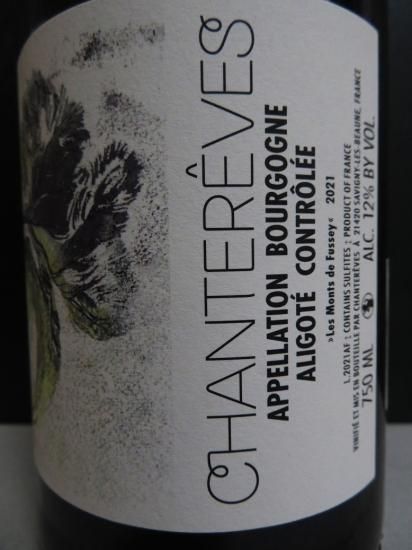 CHANTERÊVES
APPELLATION BOURGOGNE
ALIGOTÉ CONTRÔLÉE
»Les Monts de Fussey« 2021
L.2021AF : CONTAINS SULFITES : PRODUCT OF FRANCE
VINIFIÉ ET MIS EN BOUTEILLE PAR CHANTERÊVES À 21420 SAVIGNY-LES-BEAUNE, FRANCE
750 ML ALC. 12% BY VOL.